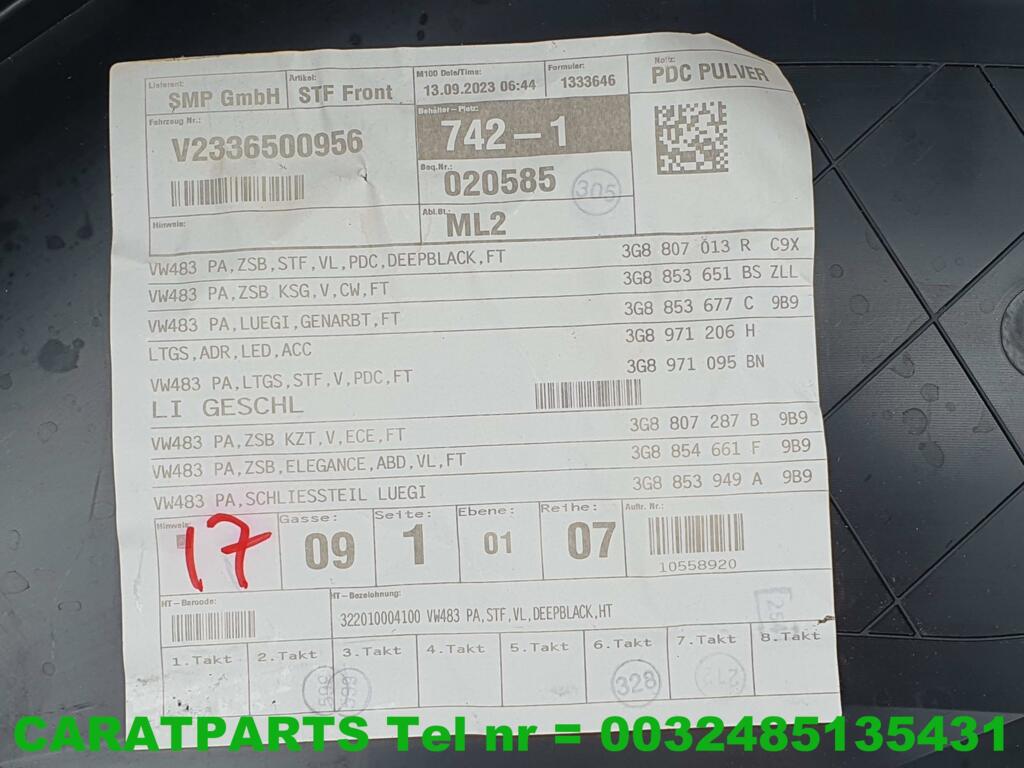 Lieferant:
SMP GmbH
Artikel:
STF Front
M100 Date/Time:
13.09.2023 06:44
Formular:
1333646
Notiz:
PDC PULVER
Fahrzeug Nr.:
V2336500956
Behälter-Platz:
742-1
Beq.Nr.:
020585
305
Hinweis:
Abl.Bt.:
ML2
VW483 PA,ZSB,STF,VL,PDC,DEEPBLACK,FT 3G8 807 013 R C9X
VW483 PA,ZSB KSG,V,CW,FT 3G8 853 651 BS ZLL
VW483 PA,LUEGI,GENARBT,FT 3G8 853 677 C 9B9
LTGS,ADR,LED,ACC 3G8 971 206 H
VW483 PA,LTGS,STF,V,PDC,FT 3G8 971 095 BN
LI GESCHL
VW483 PA,ZSB KZT,V,ECE,FT 3G8 807 287 B 9B9
VW483 PA,ZSB,ELEGANCE,ABD,VL,FT 3G8 854 661 F 9B9
VW483 PA,SCHLIESSTEIL LUEGI 3G8 853 949 A 9B9
Hinweis:
17
Gasse:
09
Seite:
1
Ebene:
01
Reihe:
07
Auftr. Nr.:
10558920
HT-Barcode:
HT-Bezeichnung:
322010004100 VW483 PA,STF,VL,DEEPBLACK,HT
1.Takt 2.Takt 3.Takt 4.Takt 5.Takt 6.Takt 7.Takt 8.Takt
328
CARATPARTS Tel nr = 0032485135431